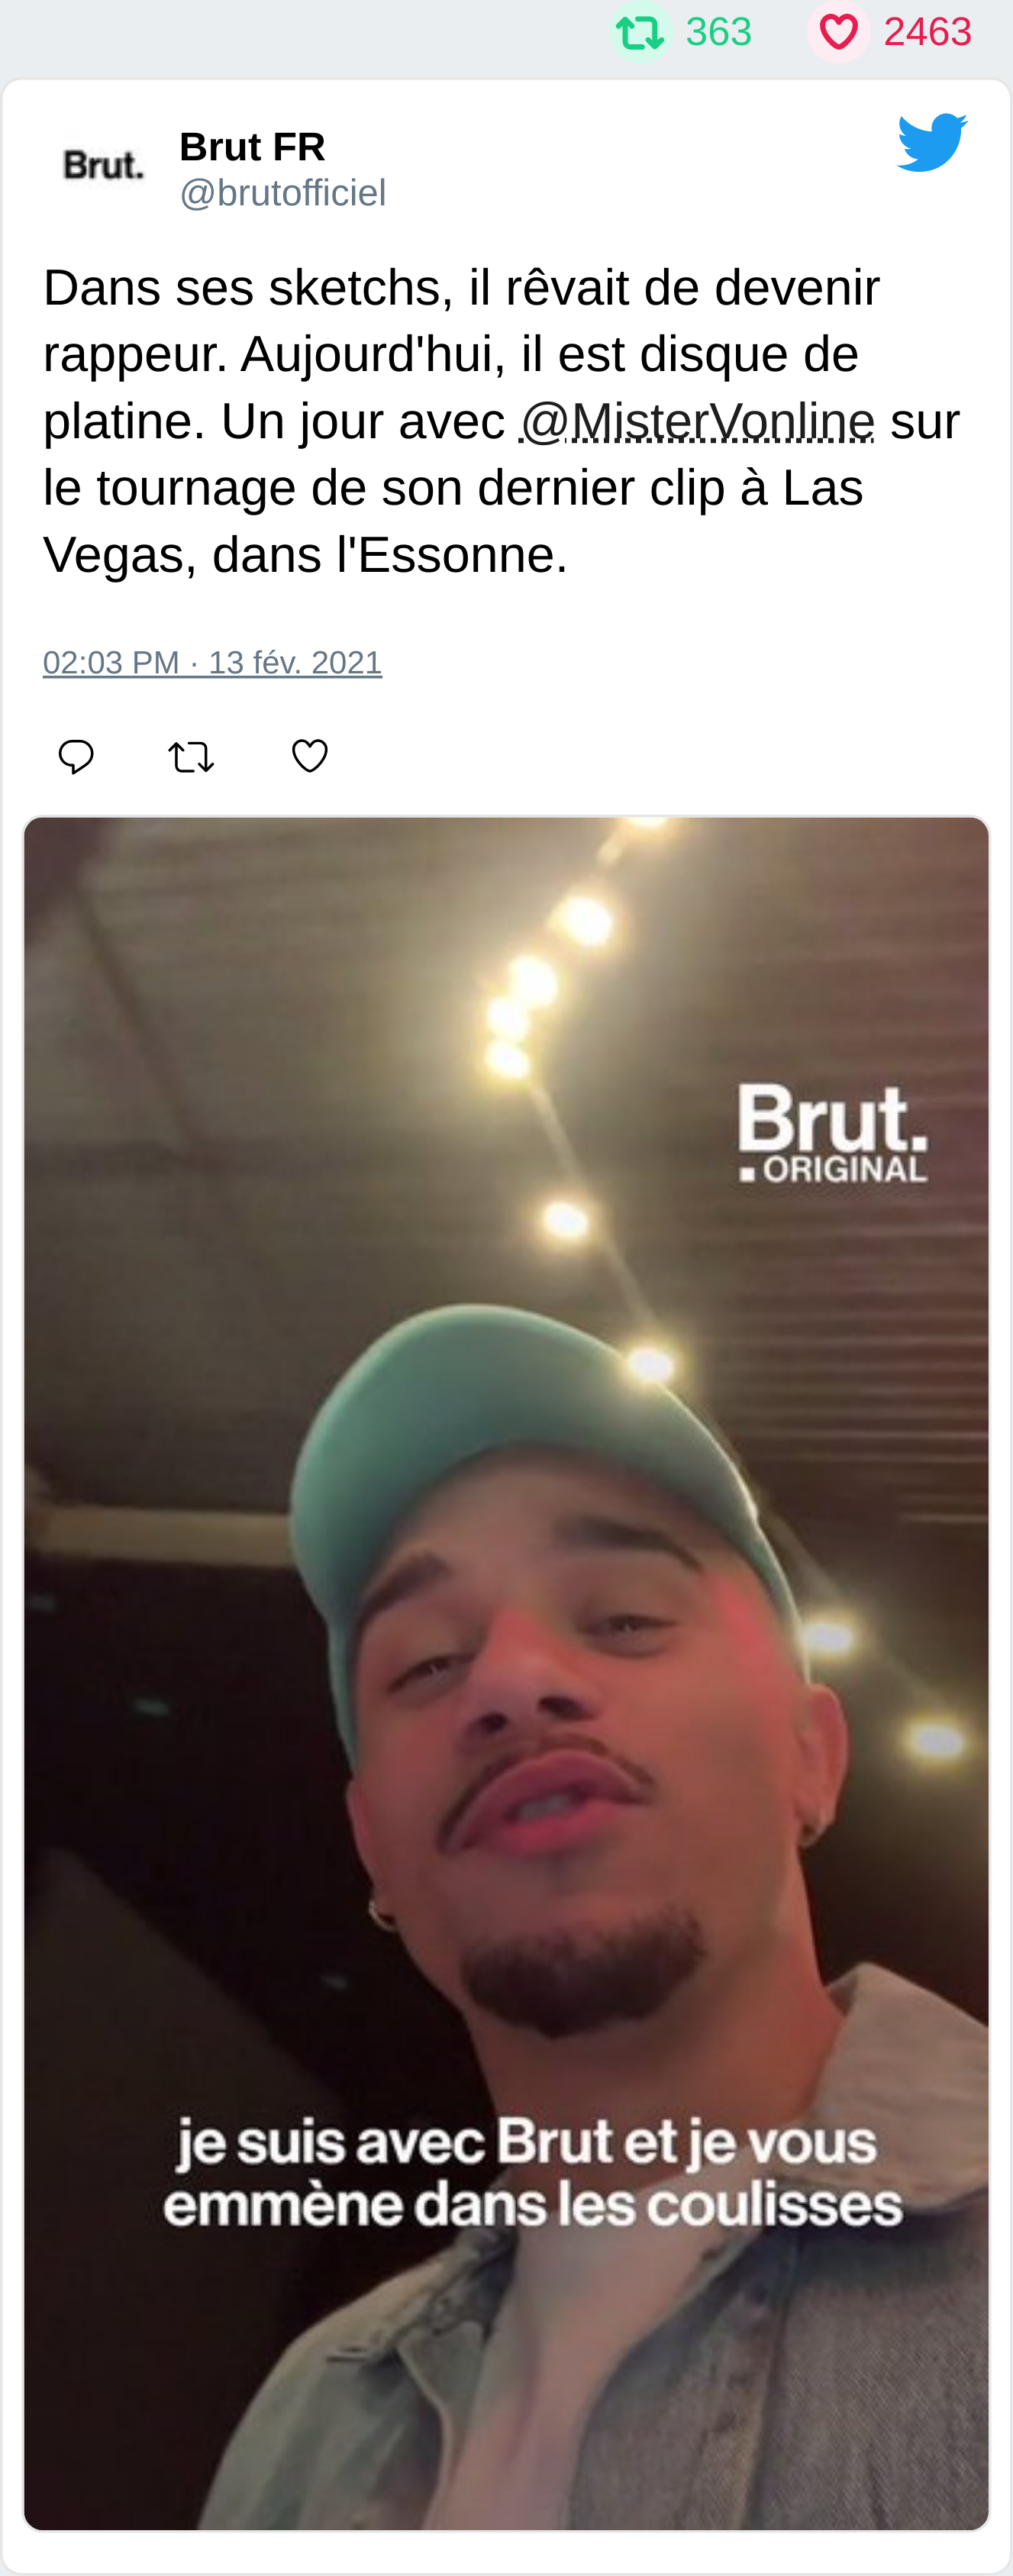 363 2463
Brut.
Brut FR
@brutofficiel
Dans ses sketchs, il rêvait de devenir
rappeur. Aujourd'hui, il est disque de
platine. Un jour avec @MisterVonline sur
le tournage de son dernier clip à Las
Vegas, dans l'Essonne.
02:03 PM · 13 fév. 2021
Brut.
ORIGINAL
je suis avec Brut et je vous
emmène dans les coulisses